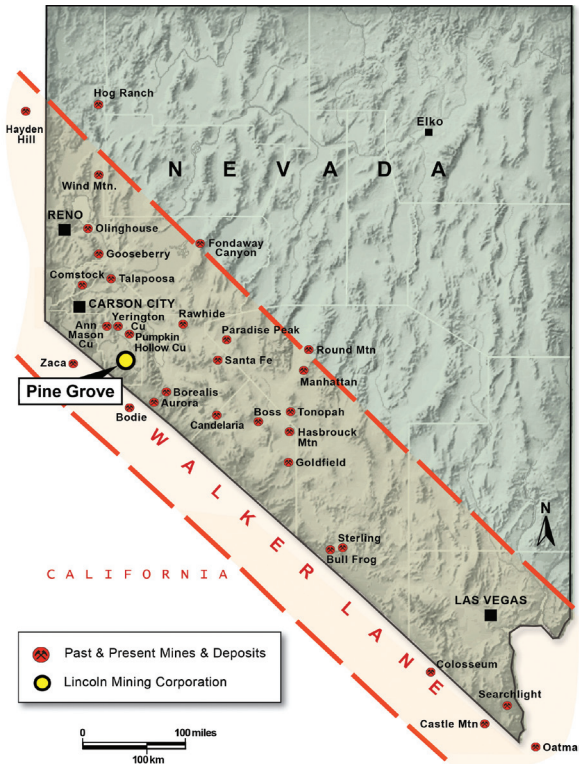 Hog Ranch
Hayden
Hill
Elko
NEVADA
Wind Mtn.
RENO
Olinghouse
Fondaway
Canyon
Gooseberry
Comstock
Talapoosa
CARSON CITY
Yerington
Cu
Ann
Mason
Cu
Rawhide
Pumpkin
Hollow Cu
Paradise Peak
Round Mtn
Zaca
Santa Fe
Manhattan
Pine Grove
Borealis
Aurora
Bodie
Candelaria
Boss
Tonopah
Hasbrouck
Mtn
Goldfield
WALKER LANE
N
Sterling
Bull Frog
CALIFORNIA
LAS VEGAS
Past & Present Mines & Deposits
Lincoln Mining Corporation
Colosseum
Searchlight
Castle Mtn
Oatma
0 100 miles
100 km